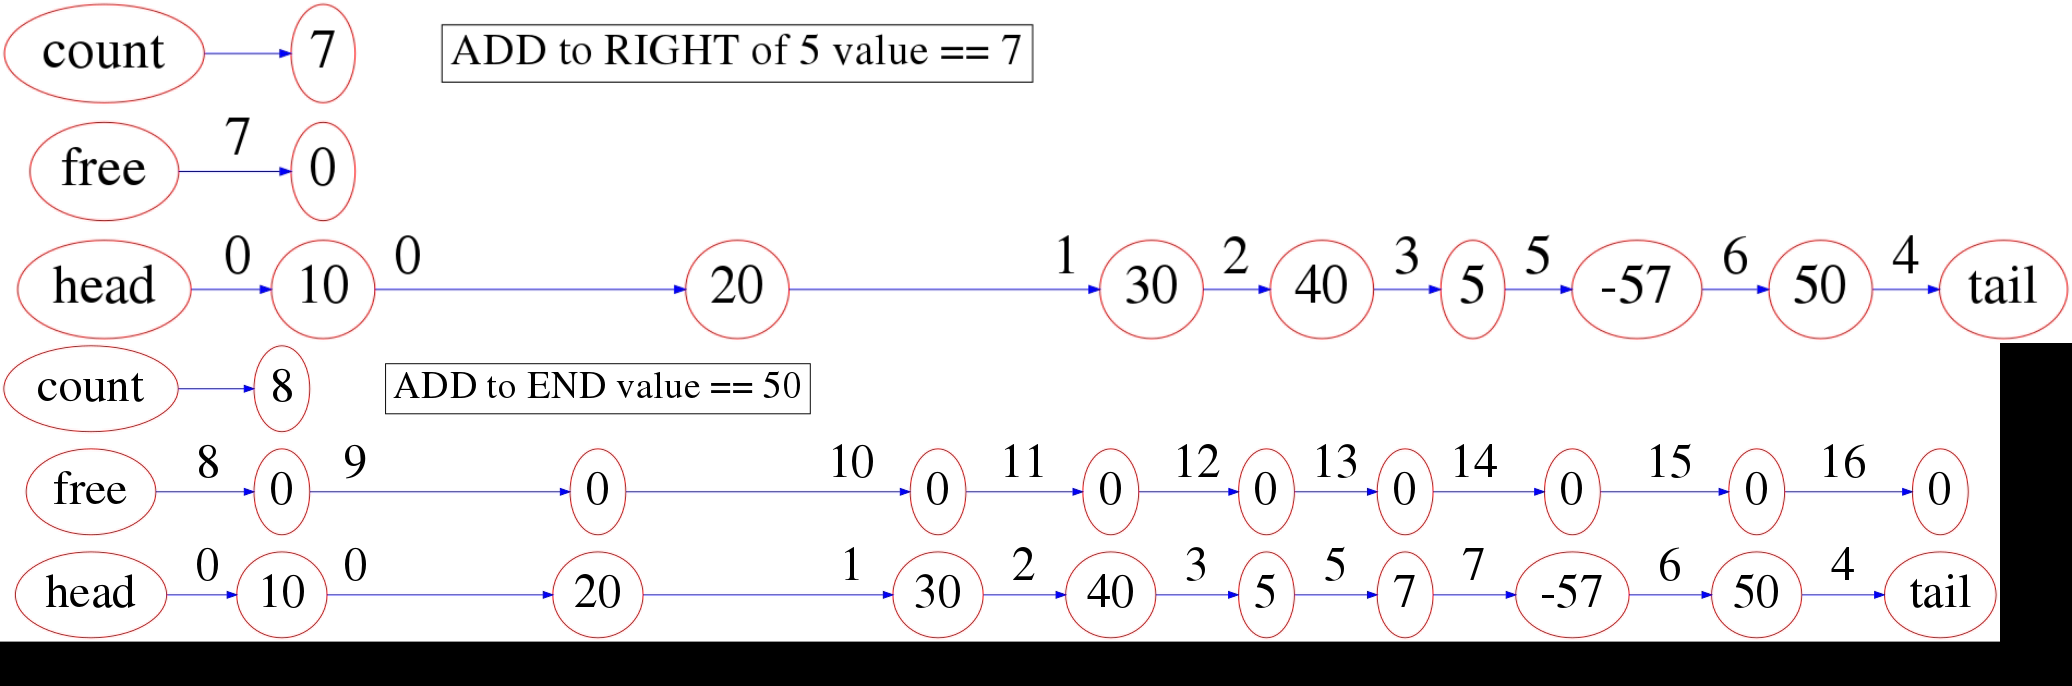 count 7 ADD to RIGHT of 5 value == 7
7
free 0
0 0 1 2 3 5 6 4
head 10 20 30 40 5 -57 50 tail
count 8 ADD to END value == 50
8 9 10 11 12 13 14 15 16
free 0 0 0 0 0 0 0 0 0
0 0 1 2 3 5 7 6 4
head 10 20 30 40 5 7 -57 50 tail